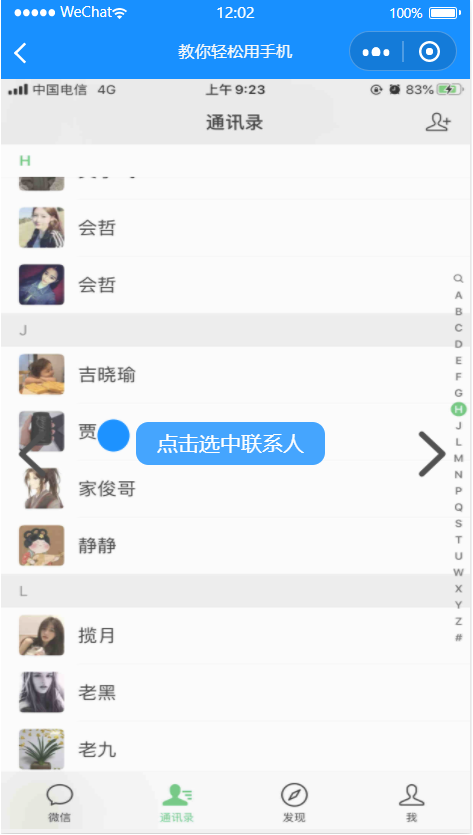 WeChat 12:02 100%
教你轻松用手机
中国电信 4G 上午 9:23 83%
通讯录
H
会哲
会哲
J
吉晓瑜
贾
点击选中联系人
家俊哥
静静
L
揽月
老黑
老九
A
B
C
D
E
F
G
H
J
L
M
N
P
Q
S
T
U
W
X
Y
Z
#
微信 通讯录 发现 我